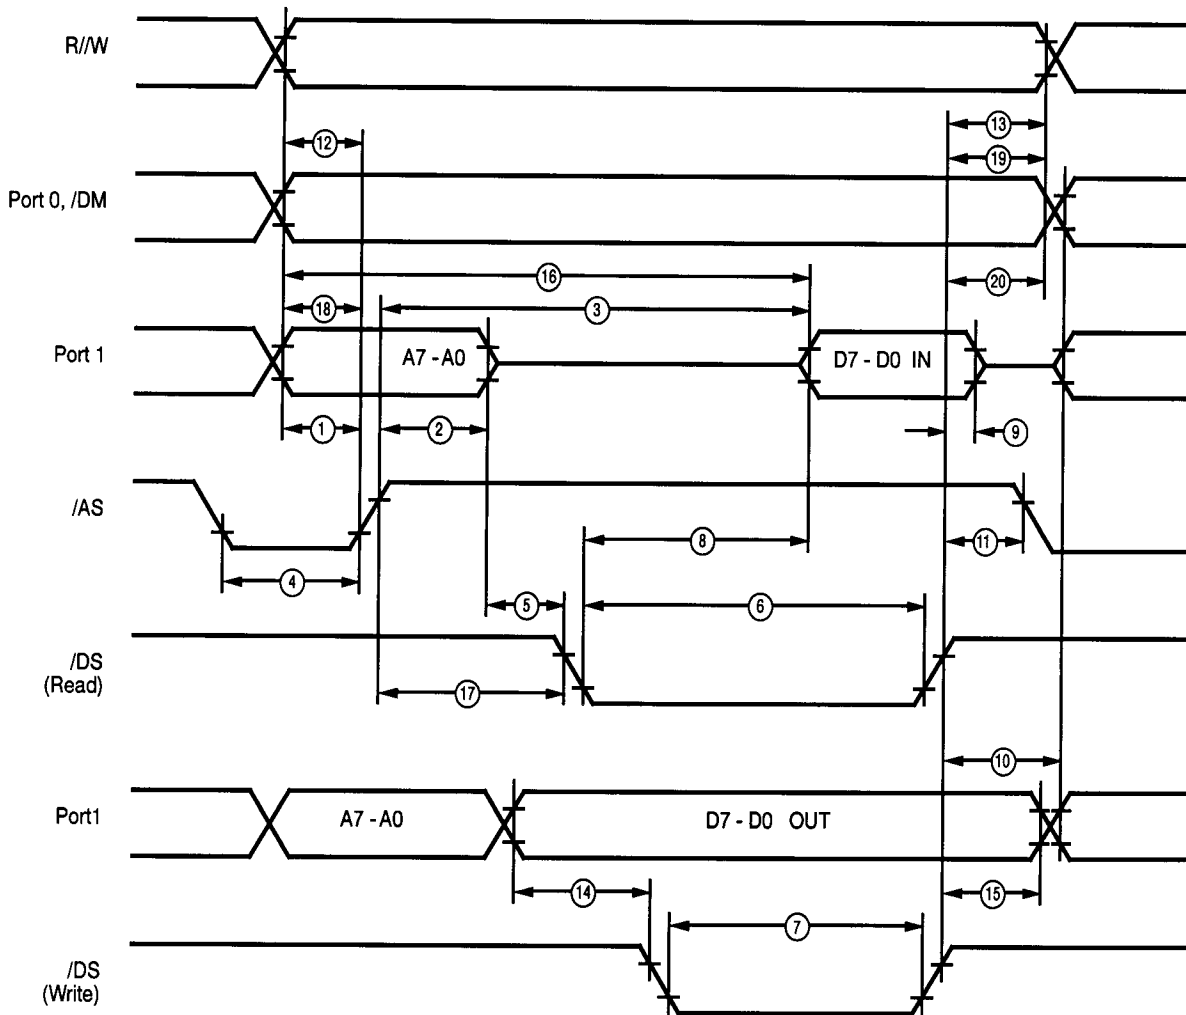 R//W
13
12
19
Port 0, /DM
16
20
18
3
Port 1
A7 - A0
D7 - D0 IN
1
2
9
/AS
8
11
4
5
6
/DS
(Read)
17
10
Port1
A7 - A0
D7 - D0 OUT
14
15
7
/DS
(Write)